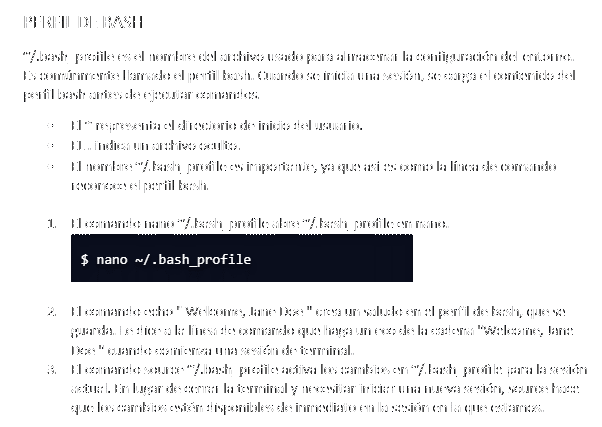 PERFIL DE BASH
~/.bash_profile es el nombre del archivo usado para almacenar la configuración del entorno.
Es comúnmente llamado el perfil bash. Cuando se inicia una sesión, se carga el contenido del
perfil bash antes de ejecutar comandos.
- El ~ representa el directorio de inicio del usuario.
- El . indica un archivo oculto.
- El nombre ~/.bash_profile es importante, ya que así es como la línea de comando
reconoce el perfil bash.
1. El comando nano ~/.bash_profile abre ~/.bash_profile en nano.
$ nano ~/.bash_profile
2. El comando echo " Welcome, Jane Doe " crea un saludo en el perfil de bash, que se
guarda. Le dice a la línea de comando que haga un eco de la cadena "Welcome, Jane
Doe " cuando comienza una sesión de terminal.
3. El comando source ~/.bash_profile activa los cambios en ~/.bash_profile para la sesión
actual. En lugar de cerrar la terminal y necesitar iniciar una nueva sesión, source hace
que los cambios estén disponibles de inmediato en la sesión en la que estamos.